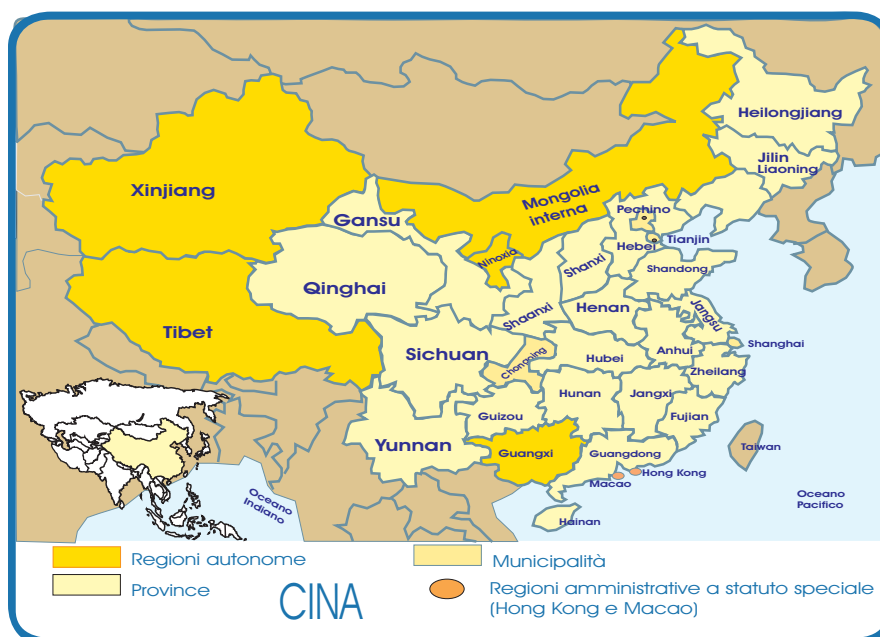 Heilongjiang
Jilin
Liaoning
Xinjiang
Mongolia
interna
Gansu
Pechino
Tianjin
Hebei
Ninoxia
Shanxi
Shandong
Qinghai
Shaanxi
Henan
Jangsu
Tibet
Sichuan
Chongqing
Hubei
Anhui
Shanghai
Zheilang
Hunan
Jangxi
Guizou
Fujian
Yunnan
Guangxi
Guangdong
Taiwan
Macao
Hong Kong
Hainan
Oceano
Indiano
Oceano
Pacifico
Regioni autonome
Municipalità
Province
CINA
Regioni amministrative a statuto speciale
(Hong Kong e Macao)